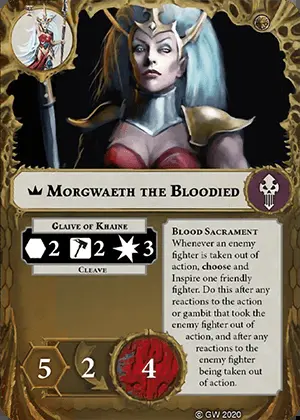 Morgwaeth the Bloodied
Glaive of Khaine
2 2 3
Cleave
Blood Sacrament
Whenever an enemy
fighter is taken out of
action, choose and
Inspire one friendly
fighter. Do this after any
reactions to the action
or gambit that took the
enemy fighter out of
action, and after any
reactions to the
enemy fighter
being taken out
of action.
5 2 4
© GW 2020